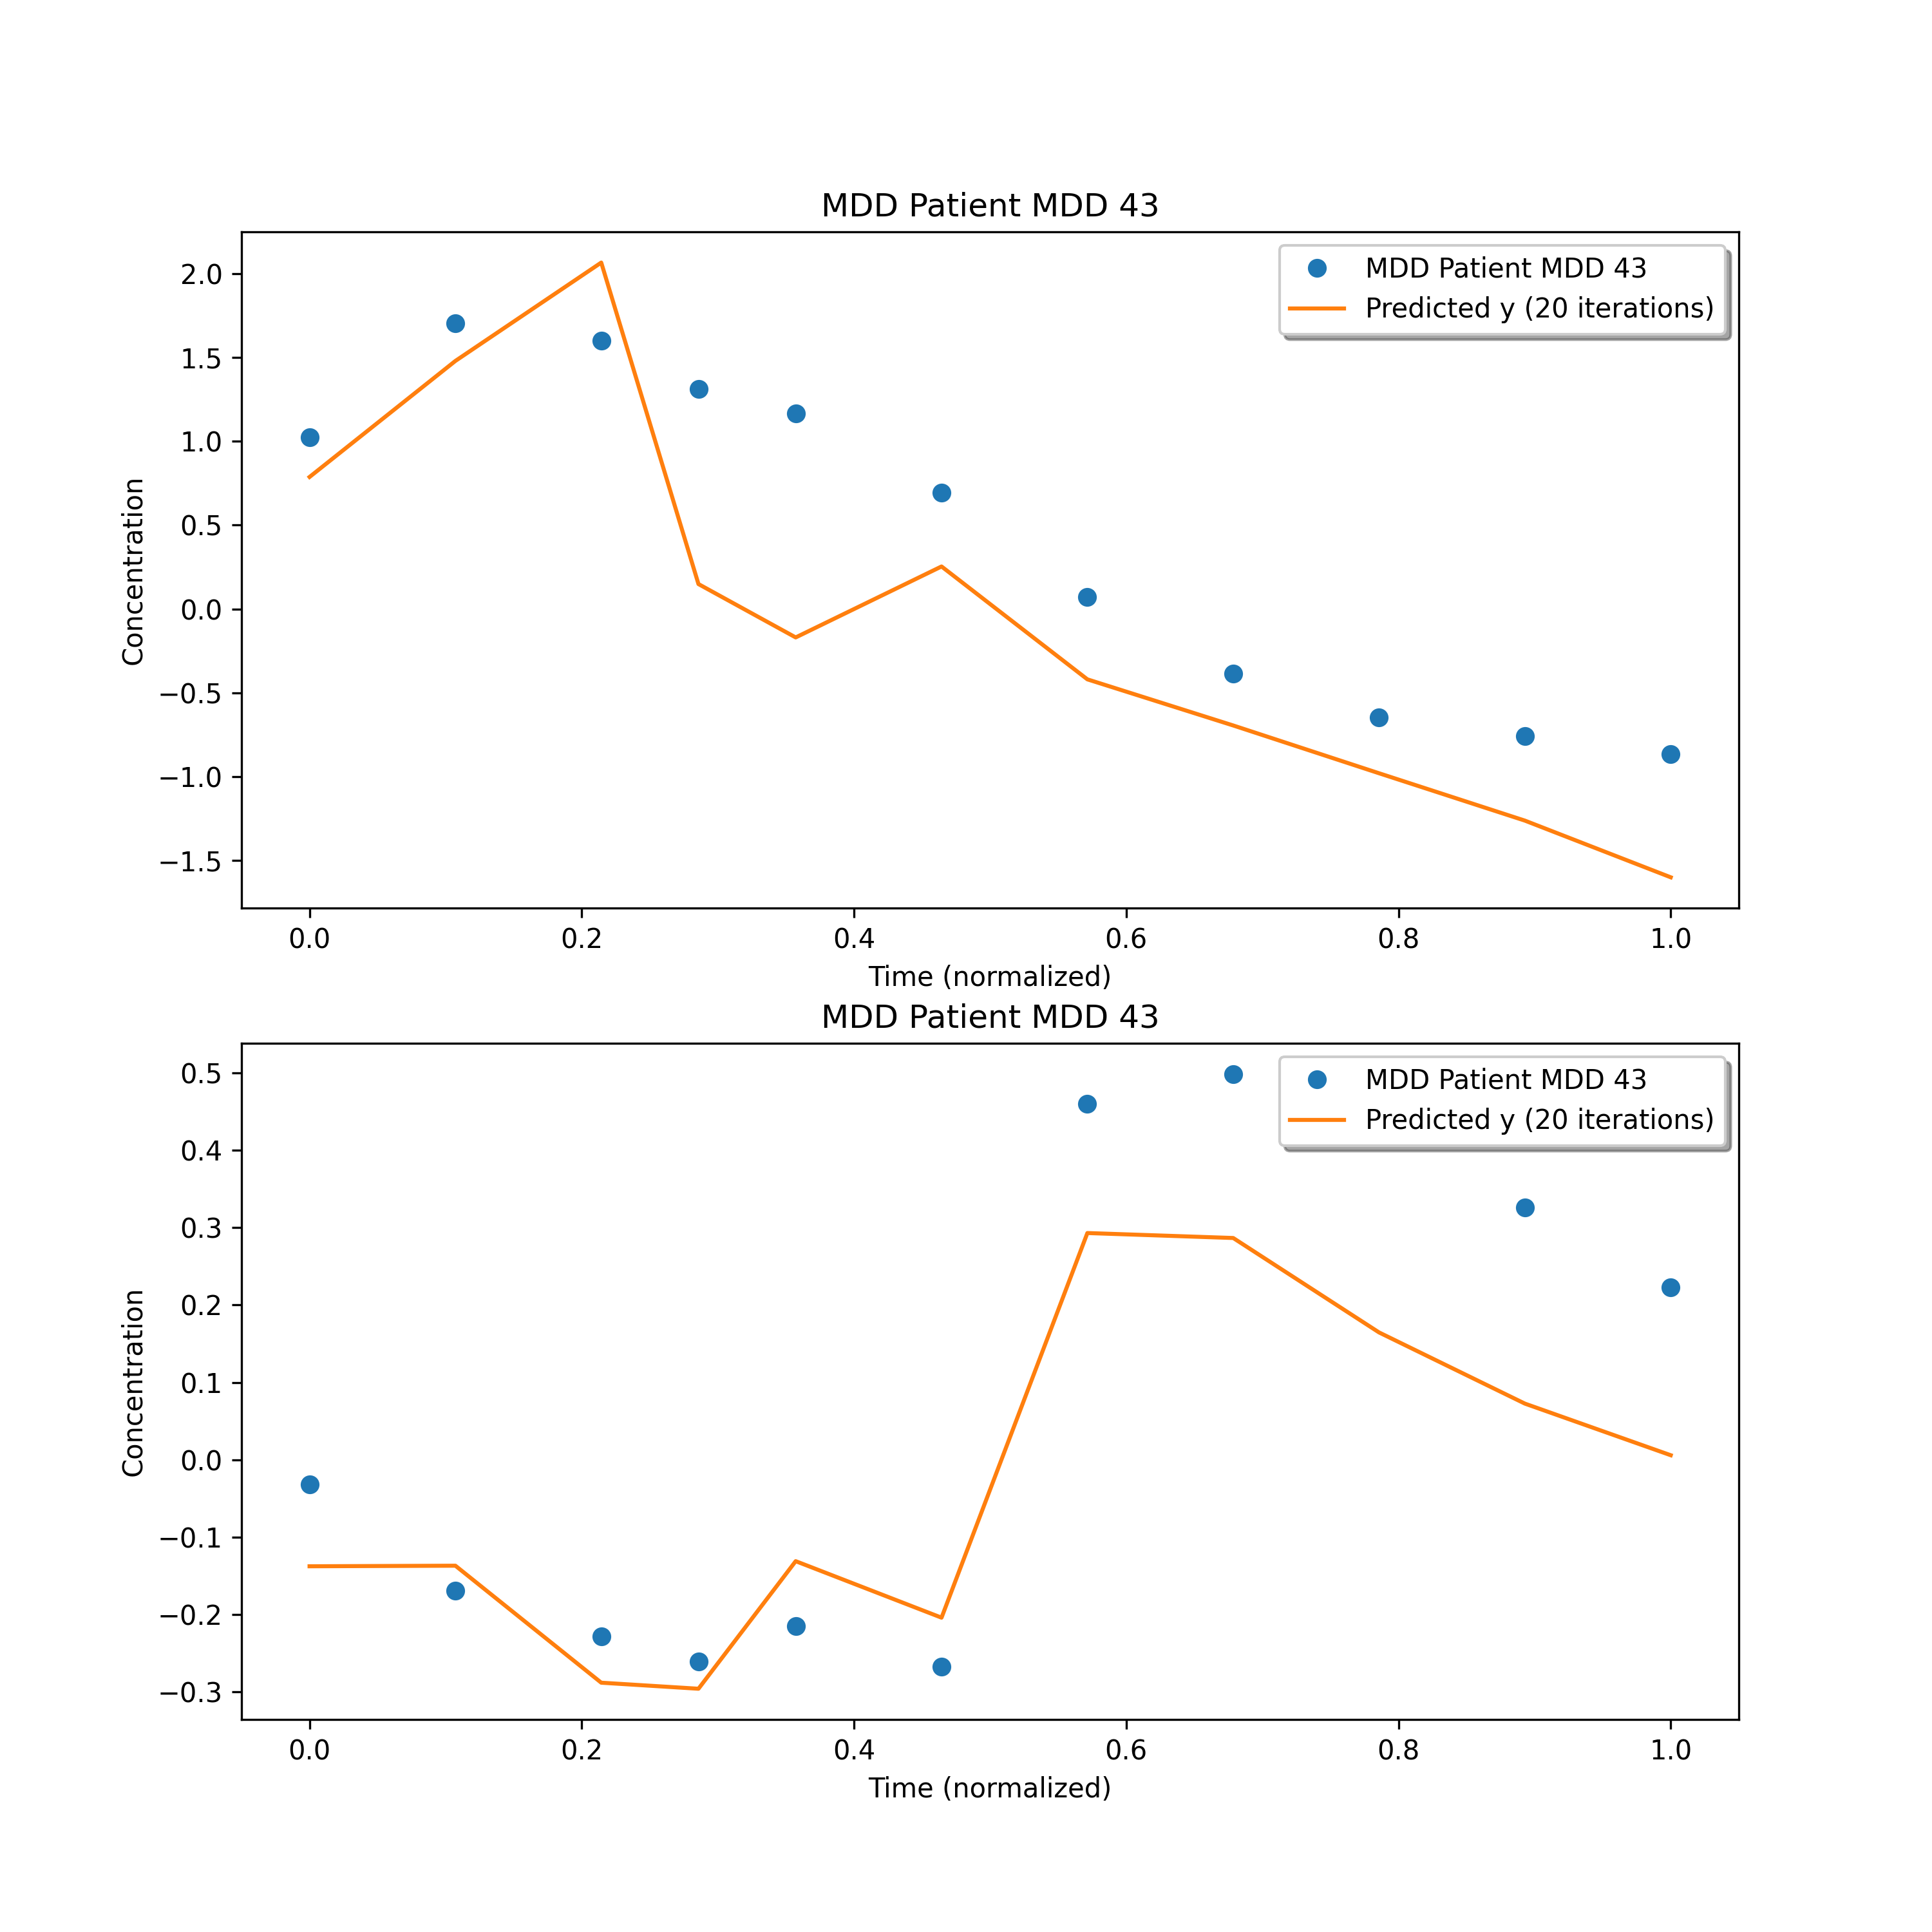 MDD Patient MDD 43
MDD Patient MDD 43
Predicted y (20 iterations)
2.0
1.5
1.0
0.5
0.0
−0.5
−1.0
−1.5
Concentration
0.0 0.2 0.4 0.6 0.8 1.0
Time (normalized)
MDD Patient MDD 43
MDD Patient MDD 43
Predicted y (20 iterations)
0.5
0.4
0.3
0.2
0.1
0.0
−0.1
−0.2
−0.3
Concentration
0.0 0.2 0.4 0.6 0.8 1.0
Time (normalized)